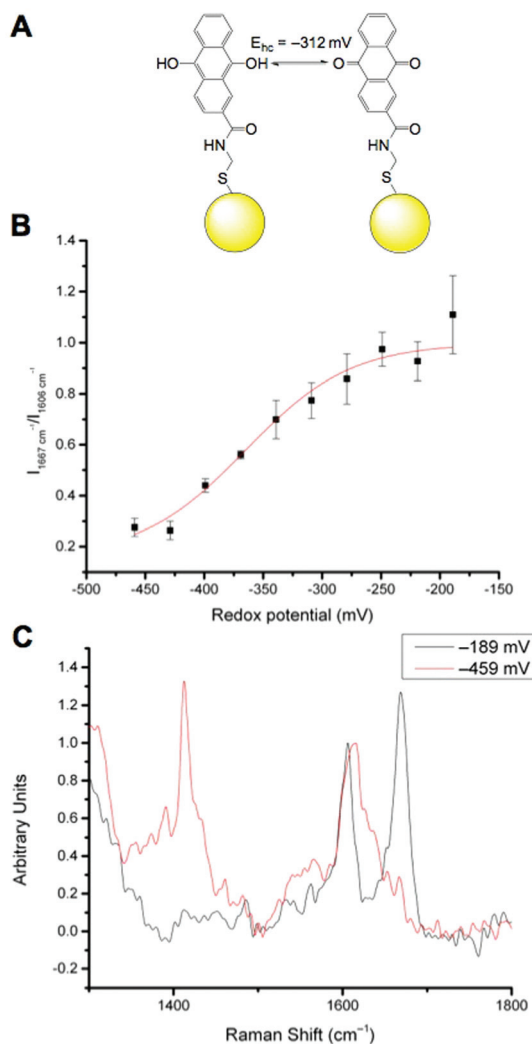 A
E_hc = –312 mV
HO
OH
O
O
O
HN
S
O
HN
S
B
1.4
1.2
1.0
0.8
0.6
0.4
0.2
I_1667 cm⁻¹/I_1606 cm⁻¹
-500
-450
-400
-350
-300
-250
-200
-150
Redox potential (mV)
C
–189 mV
–459 mV
1.4
1.2
1.0
0.8
0.6
0.4
0.2
0.0
-0.2
Arbitrary Units
1400
1600
1800
Raman Shift (cm⁻¹)